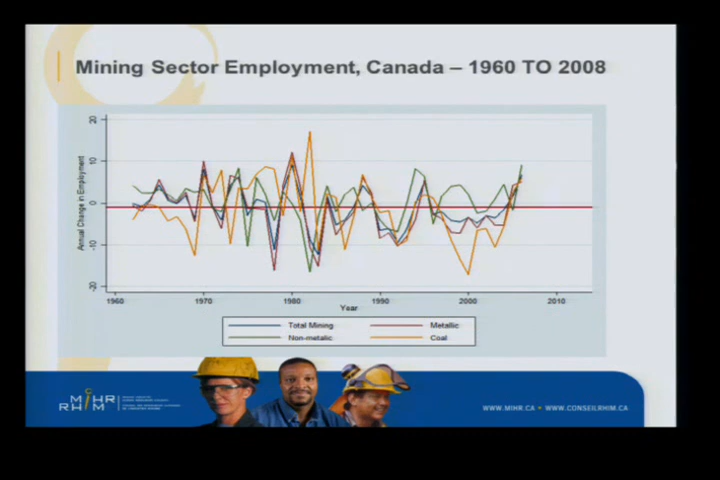 Mining Sector Employment, Canada – 1960 TO 2008
Annual Change in Employment
20
10
0
-10
-20
1960
1970
1980
1990
2000
2010
Year
Total Mining
Metallic
Non-metalic
Coal
MiHR
RHiM
WWW.MIHR.CA • WWW.CONSEILRHIM.CA